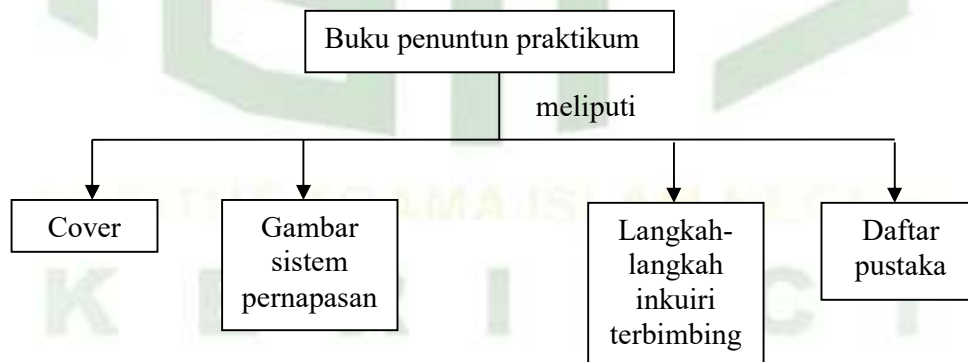 Buku penuntun praktikum
meliputi
Cover
Gambar
sistem
pernapasan
Langkah-
langkah
inkuiri
terbimbing
Daftar
pustaka